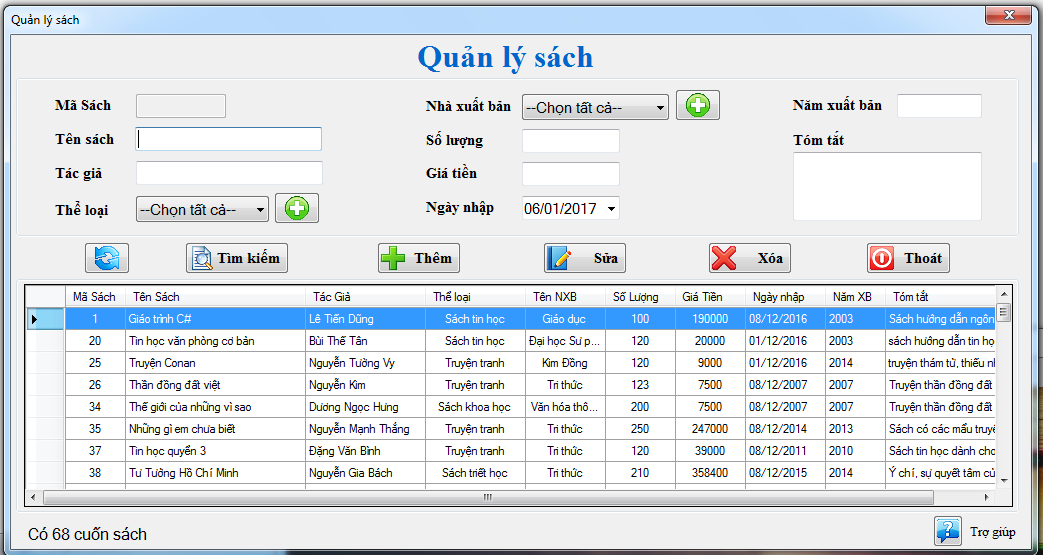 Quản lý sách
Quản lý sách
Mã Sách Nhà xuất bản --Chọn tất cả-- Năm xuất bản
Tên sách Số lượng Tóm tắt
Tác giả Giá tiền
Thể loại --Chọn tất cả-- Ngày nhập 06/01/2017
Tìm kiếm Thêm Sửa Xóa Thoát
Mã Sách Tên Sách Tác Giả Thể loại Tên NXB Số Lượng Giá Tiền Ngày nhập Năm XB Tóm tắt
1 Giáo trình C# Lê Tiến Dũng Sách tin học Giáo dục 100 190000 08/12/2016 2003 Sách hướng dẫn ngôn
20 Tin học văn phòng cơ bản Bùi Thế Tân Sách tin học Đại học Sư p... 120 20000 01/12/2016 2003 sách hướng dẫn tin họ
25 Truyện Conan Nguyễn Tường Vy Truyện tranh Kim Đồng 120 9000 01/12/2016 2014 truyện thám tử, thiếu nh
26 Thần đồng đất việt Nguyễn Kim Truyện tranh Tri thức 123 7500 08/12/2007 2007 Truyện thần đồng đất
34 Thế giới của những vì sao Dương Ngọc Hưng Sách khoa học Văn hóa thô... 200 7500 08/12/2007 2007 Truyện thần đồng đất
35 Những gì em chưa biết Nguyễn Mạnh Thắng Truyện tranh Tri thức 250 247000 08/12/2014 2013 Sách có các mẩu truyệ
37 Tin học quyển 3 Đặng Văn Bình Truyện tranh Tri thức 120 39000 08/12/2011 2010 Sách tin học dành cho
38 Tư Tưởng Hồ Chí Minh Nguyễn Gia Bách Sách triết học Tri thức 210 358400 08/12/2015 2014 Ý chí, sự quyết tâm củ
Có 68 cuốn sách Trợ giúp